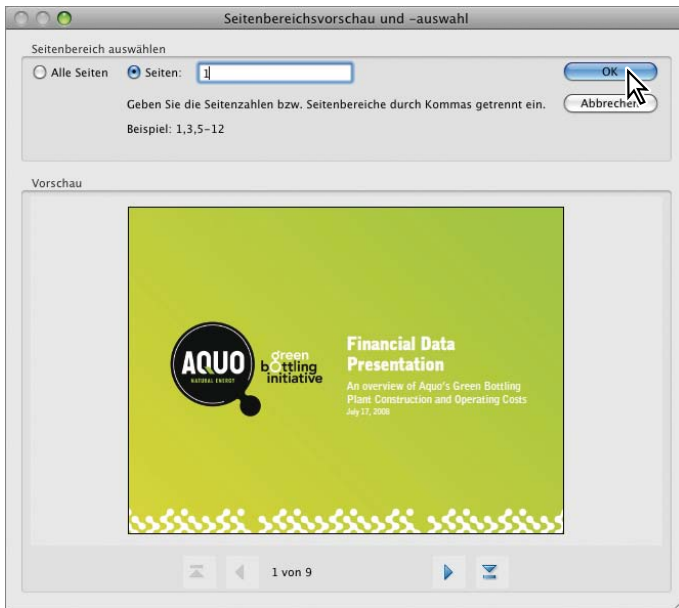 Seitenbereichsvorschau und -auswahl
Seitenbereich auswählen
Alle Seiten
Seiten:
1
OK
Geben Sie die Seitenzahlen bzw. Seitenbereiche durch Kommas getrennt ein.
Abbrechen
Beispiel: 1,3,5-12
Vorschau
AQUO
NATURAL ENERGY
green
bottling
initiative
Financial Data
Presentation
An overview of Aquo's Green Bottling
Plant Construction and Operating Costs
July 17, 2008
1 von 9